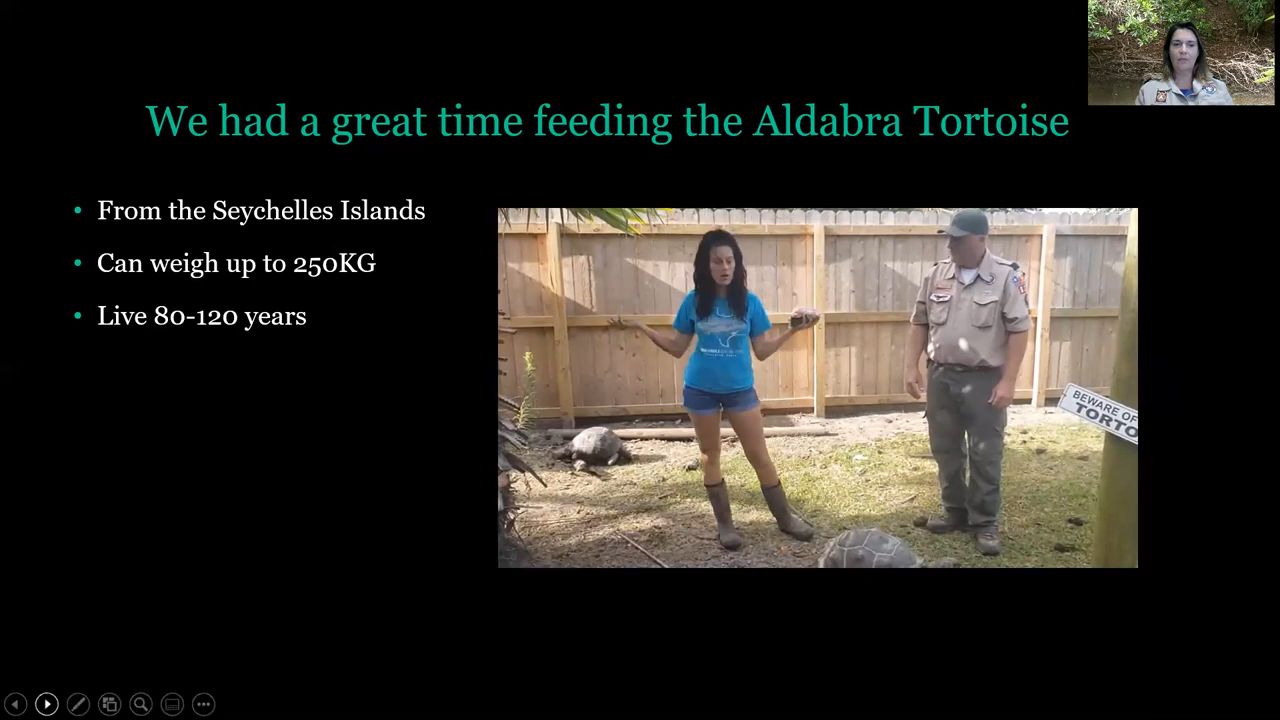 We had a great time feeding the Aldabra Tortoise
• From the Seychelles Islands
• Can weigh up to 250KG
• Live 80-120 years
BEWARE OF
TORTO